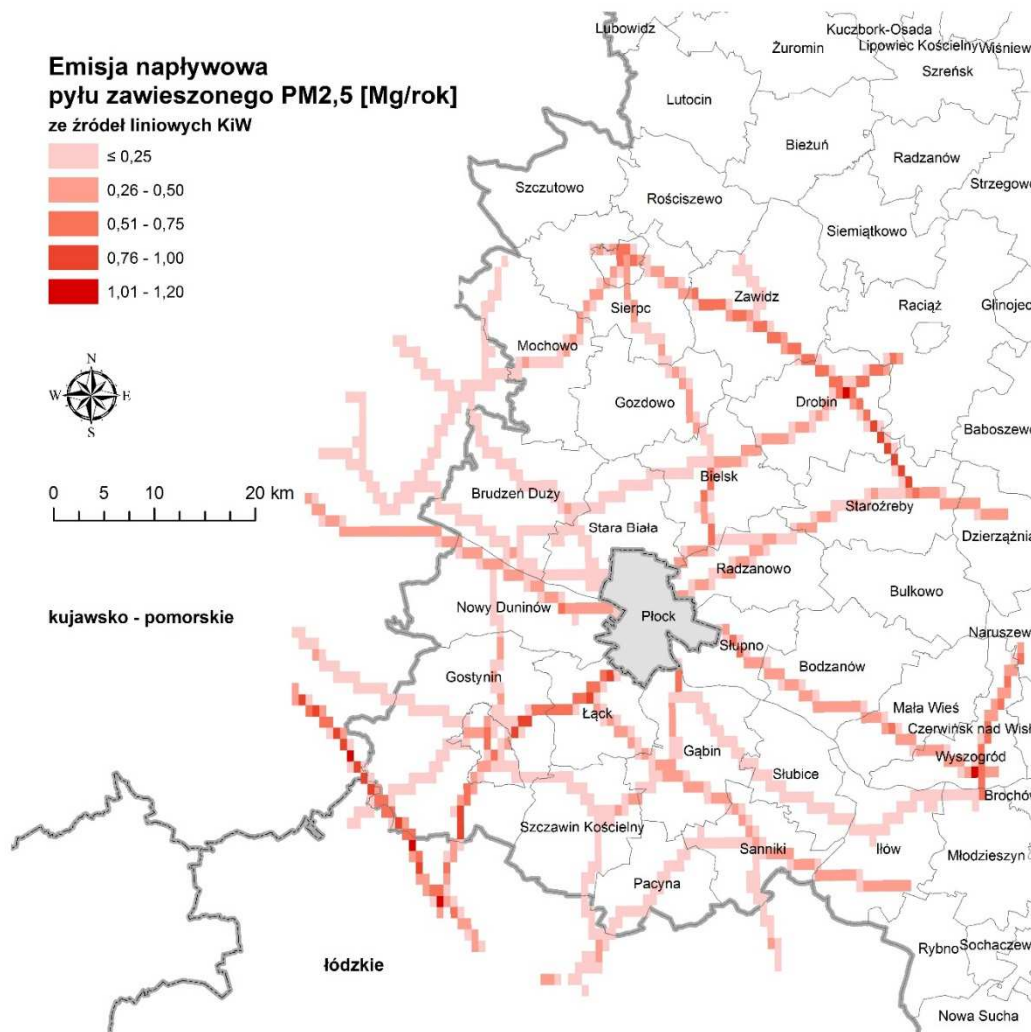 Emisja napływowa
pyłu zawieszonego PM2,5 [Mg/rok]
ze źródeł liniowych KiW
≤ 0,25
0,26 - 0,50
0,51 - 0,75
0,76 - 1,00
1,01 - 1,20
N
W E
S
0 5 10 20 km
kujawsko - pomorskie
łódzkie
Lubowidz
Kuczbork-Osada
Żuromin
Lipowiec Kościelny
Wiśniew
Szreńsk
Lutocin
Bieżuń
Radzanów
Szczutowo
Rościszewo
Strzegowo
Siemiątkowo
Zawidz
Raciąż
Glinojec
Sierpc
Mochowo
Gozdowo
Drobin
Baboszewo
Bielsk
Brudzeń Duży
Staroźreby
Stara Biała
Dzierzążnia
Radzanowo
Bulkowo
Nowy Duninów
Płock
Słupno
Naruszewo
Bodzanów
Gostynin
Mała Wieś
Łąck
Czerwińsk nad Wisł
Gąbin
Wyszogród
Słubice
Brochów
Szczawin Kościelny
Sanniki
Iłów
Młodzieszyn
Pacyna
Rybno
Sochaczew
Nowa Sucha